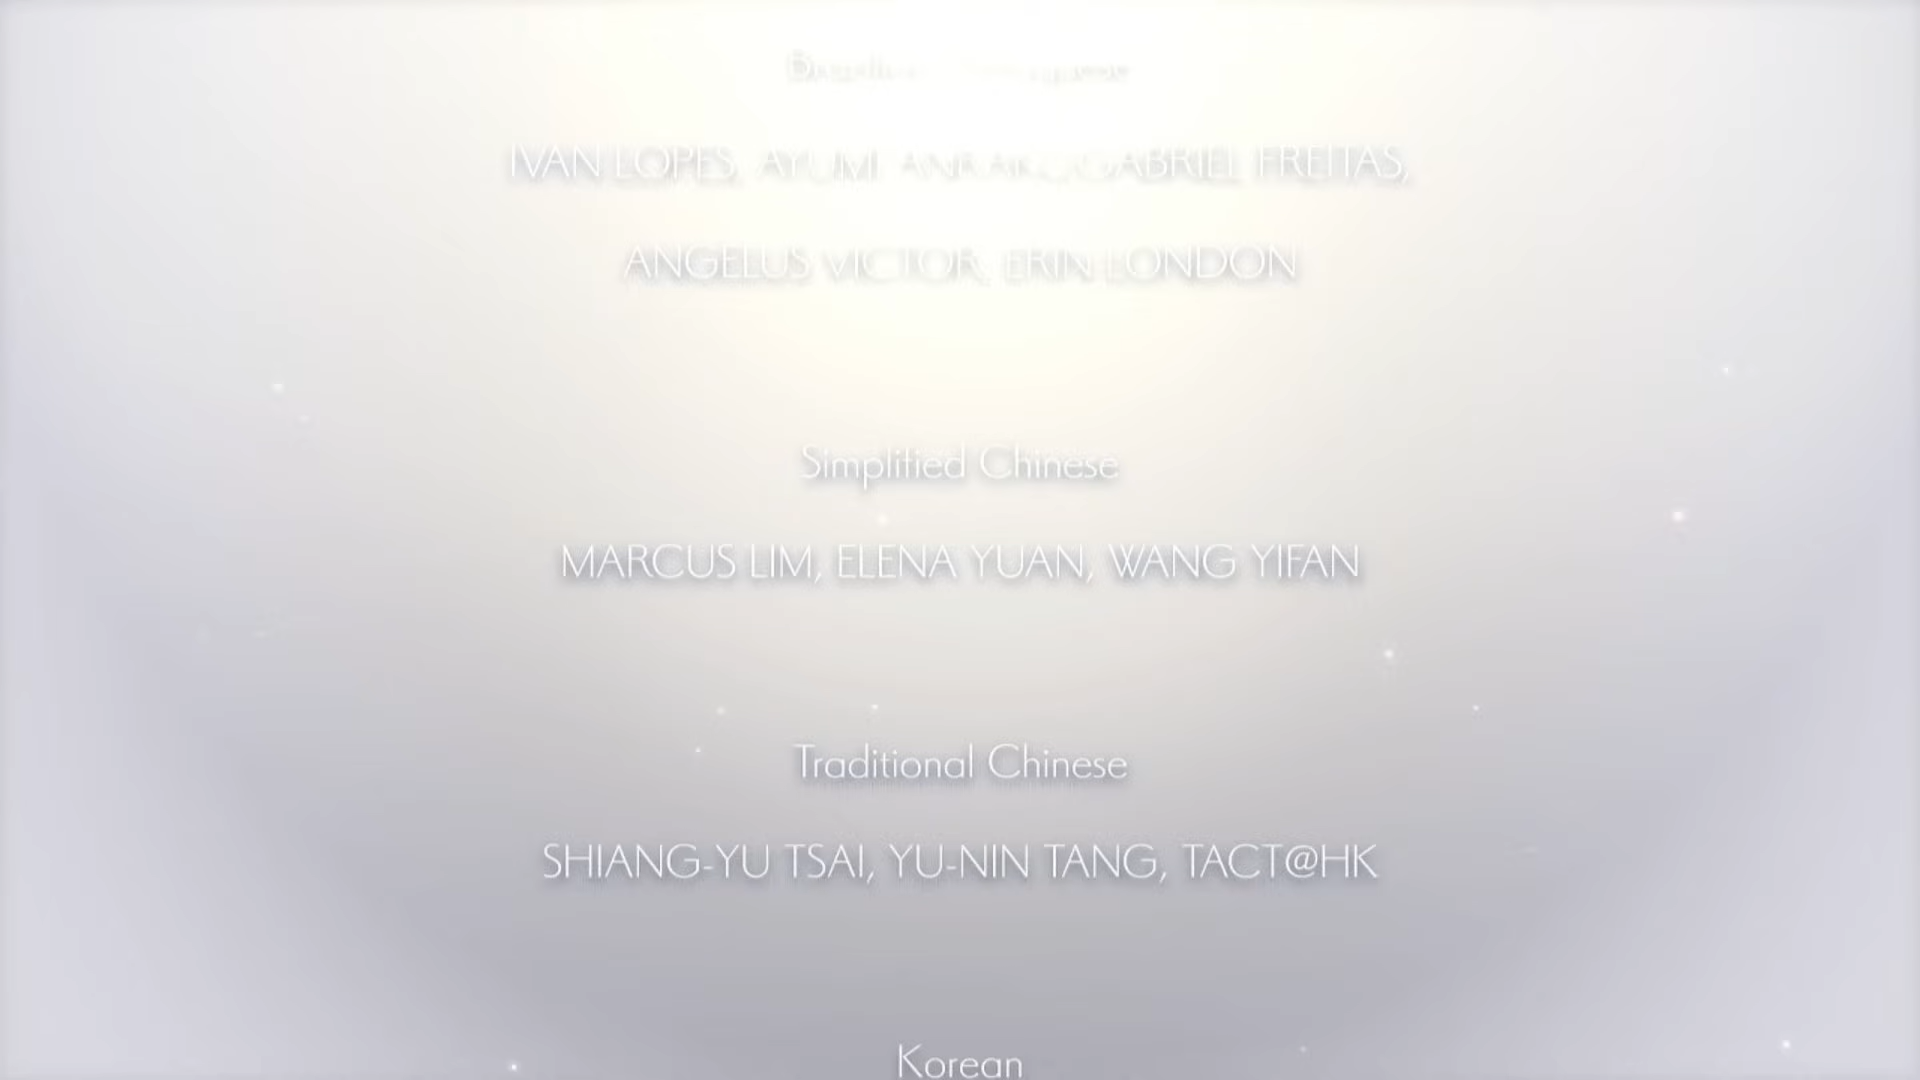 IVAN LOPES, AYUMI ANRAKU, GABRIEL FREITAS,
ANGELUS VICTOR, ERIN LONDON
Simplified Chinese
MARCUS LIM, ELENA YUAN, WANG YIFAN
Traditional Chinese
SHIANG-YU TSAI, YU-NIN TANG, TACT@HK
Korean